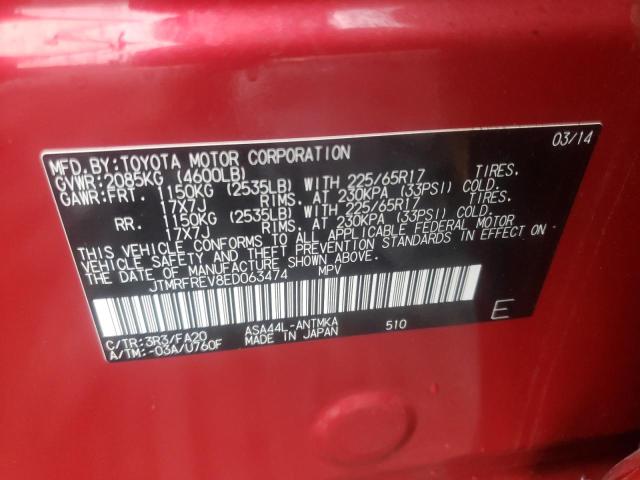 MFD.BY:TOYOTA MOTOR CORPORATION 03/14
GVWR:2085KG (4600LB)
GAWR:FRT. 1150KG (2535LB) WITH 225/65R17 TIRES.
17X7J RIMS. AT 230KPA (33PSI) COLD.
RR. 1150KG (2535LB) WITH 225/65R17 TIRES.
17X7J RIMS. AT 230KPA (33PSI) COLD.
THIS VEHICLE CONFORMS TO ALL APPLICABLE FEDERAL MOTOR
VEHICLE SAFETY AND THEFT PREVENTION STANDARDS IN EFFECT ON
THE DATE OF MANUFACTURE SHOWN ABOVE.
JTMRFREV8ED063474 MPV
C/TR:3R3/FA20 ASA44L-ANTMKA 510
A/TM:-03A/U760F MADE IN JAPAN
E